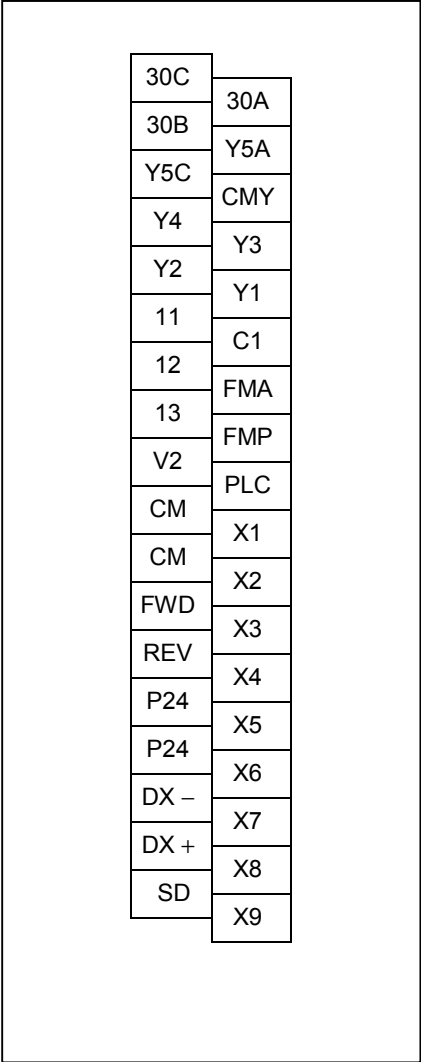 30C
30A
30B
Y5A
Y5C
CMY
Y4
Y3
Y2
Y1
11
C1
12
FMA
13
FMP
V2
PLC
CM
X1
CM
X2
FWD
X3
REV
X4
P24
X5
P24
X6
DX −
X7
DX +
X8
SD
X9